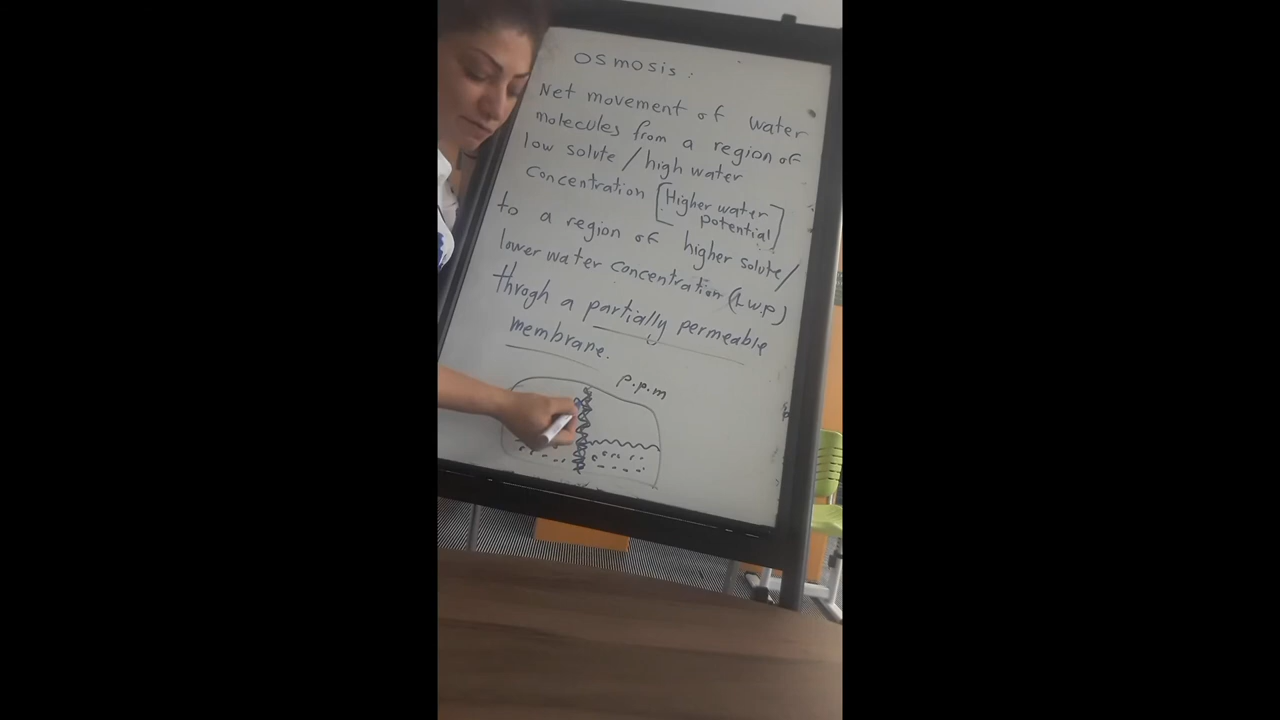 Osmosis :
Net movement of water
molecules from a region of
low solute / high water
Concentration [Higher water
potential]
to a region of higher solute/
lower water concentration (L.w.p)
throgh a partially permeable
membrane.
p.p.m